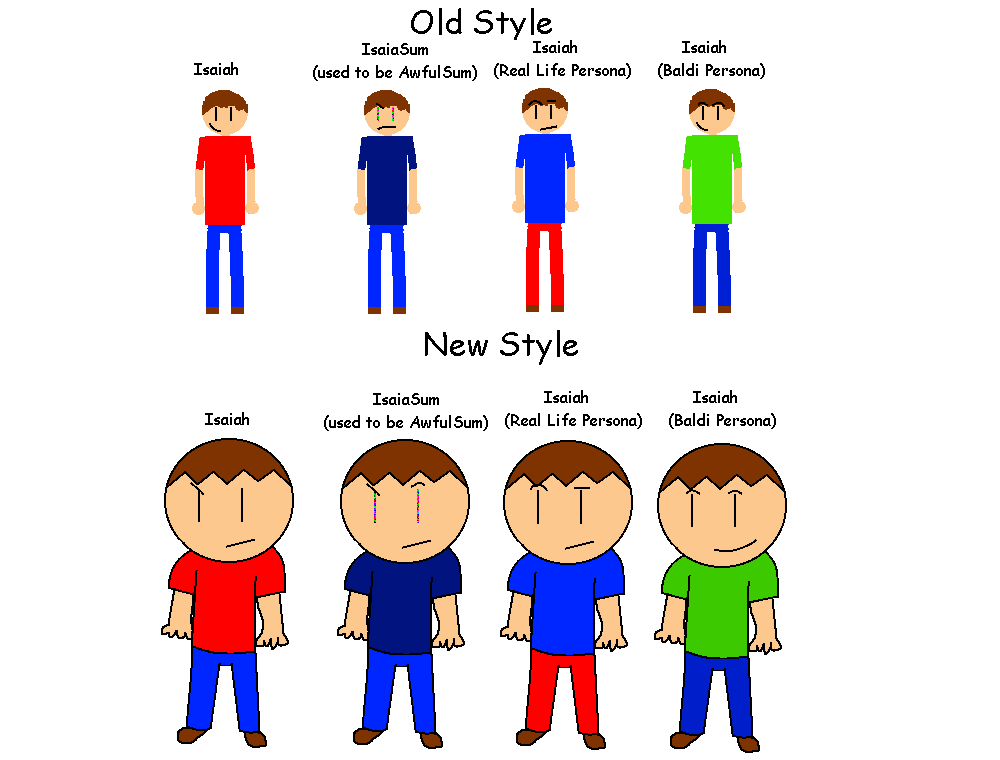 Old Style
Isaiah
IsaiaSum
(used to be AwfulSum)
Isaiah
(Real Life Persona)
Isaiah
(Baldi Persona)
New Style
Isaiah
IsaiaSum
(used to be AwfulSum)
Isaiah
(Real Life Persona)
Isaiah
(Baldi Persona)